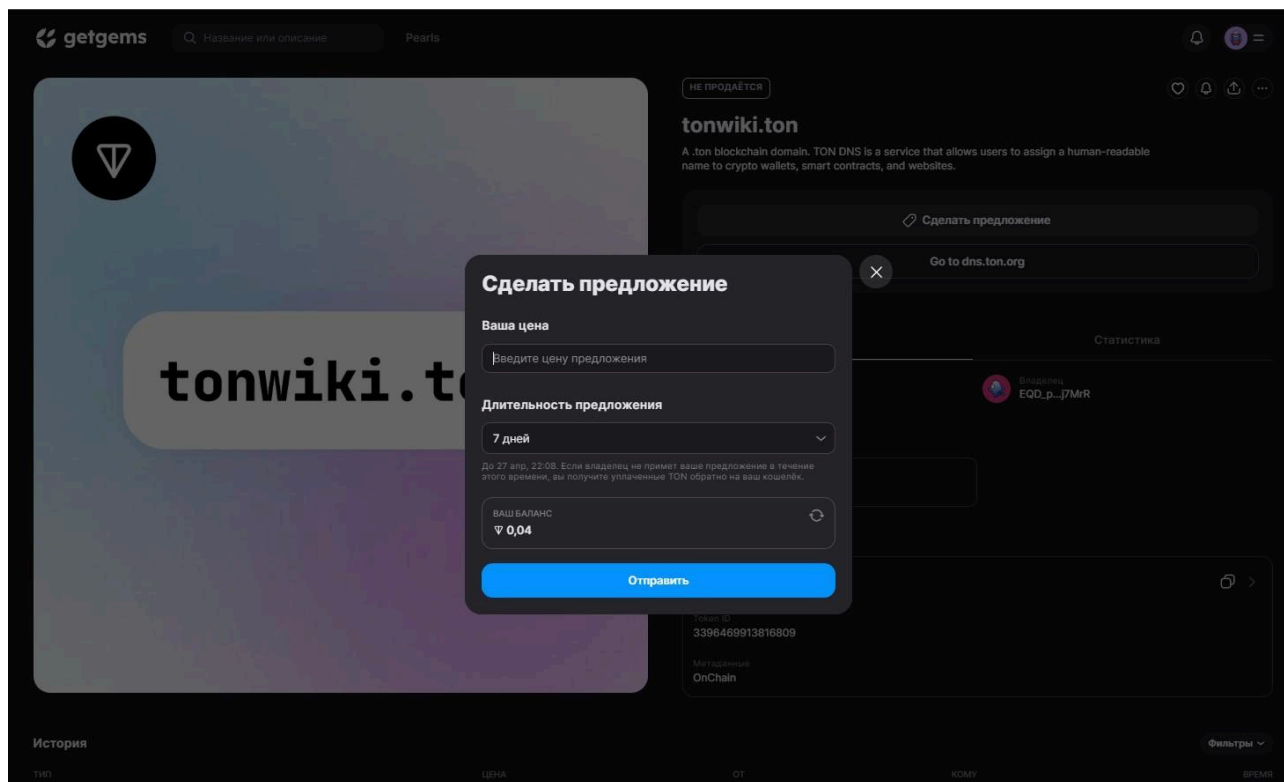 getgems
Название или описание
Pearls
НЕ ПРОДАЁТСЯ
tonwiki.ton
A .ton blockchain domain. TON DNS is a service that allows users to assign a human-readable
name to crypto wallets, smart contracts, and websites.
Сделать предложение
Go to dns.ton.org
Статистика
Владелец
EQD_p...j7MrR
tonwiki.t
Сделать предложение
Ваша цена
Введите цену предложения
Длительность предложения
7 дней
До 27 апр, 22:08. Если владелец не примет ваше предложение в течение
этого времени, вы получите уплаченные TON обратно на ваш кошелёк.
ВАШ БАЛАНС
0,04
Отправить
Token ID
3396469913816809
Метаданные
OnChain
История
Фильтры
ТИП
ЦЕНА
ОТ
КОМУ
ВРЕМЯ